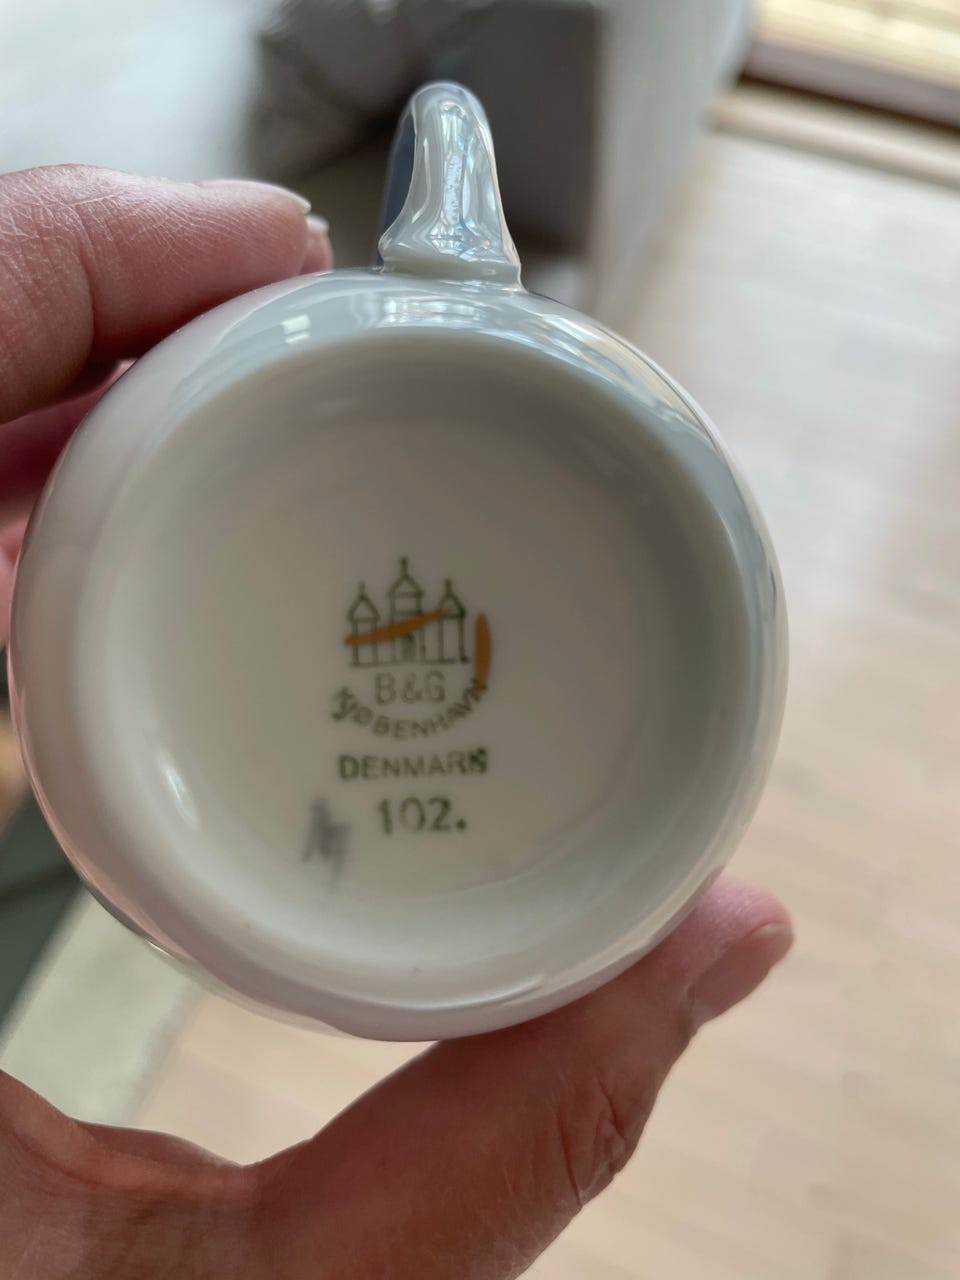 B&G
KJØBENHAVN
DENMARK
102.